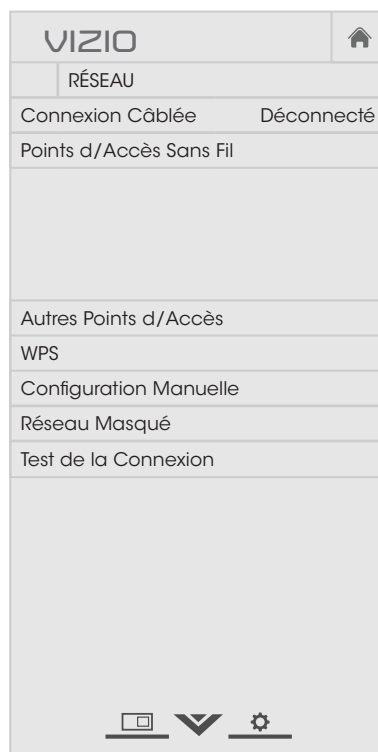 VIZIO
RÉSEAU
Connexion Câblée Déconnecté
Points d/Accès Sans Fil
Autres Points d/Accès
WPS
Configuration Manuelle
Réseau Masqué
Test de la Connexion